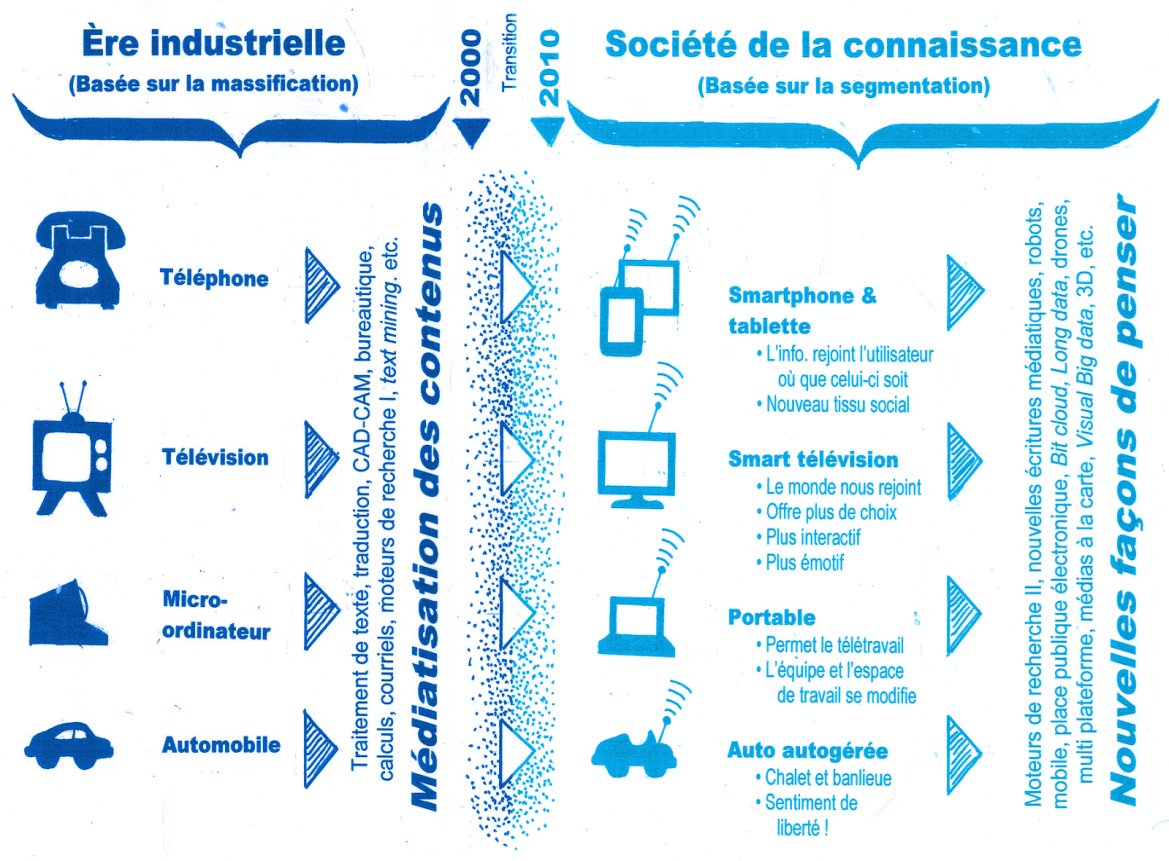 Ère industrielle
(Basée sur la massification)
2000
Transition
2010
Société de la connaissance
(Basée sur la segmentation)
Téléphone
Télévision
Micro-
ordinateur
Automobile
Traitement de texte, traduction, CAD-CAM, bureautique,
calculs, courriels, moteurs de recherche I, text mining. etc.
Médiatisation des contenus
Smartphone &
tablette
• L'info. rejoint l'utilisateur
où que celui-ci soit
• Nouveau tissu social
Smart télévision
• Le monde nous rejoint
• Offre plus de choix
• Plus interactif
• Plus émotif
Portable
• Permet le télétravail
• L'équipe et l'espace
de travail se modifie
Auto autogérée
• Chalet et banlieue
• Sentiment de
liberté !
Moteurs de recherche II, nouvelles écritures médiatiques, robots,
mobile, place publique électronique, Bit cloud, Long data, drones,
multi plateforme, médias à la carte, Visual Big data, 3D, etc.
Nouvelles façons de penser